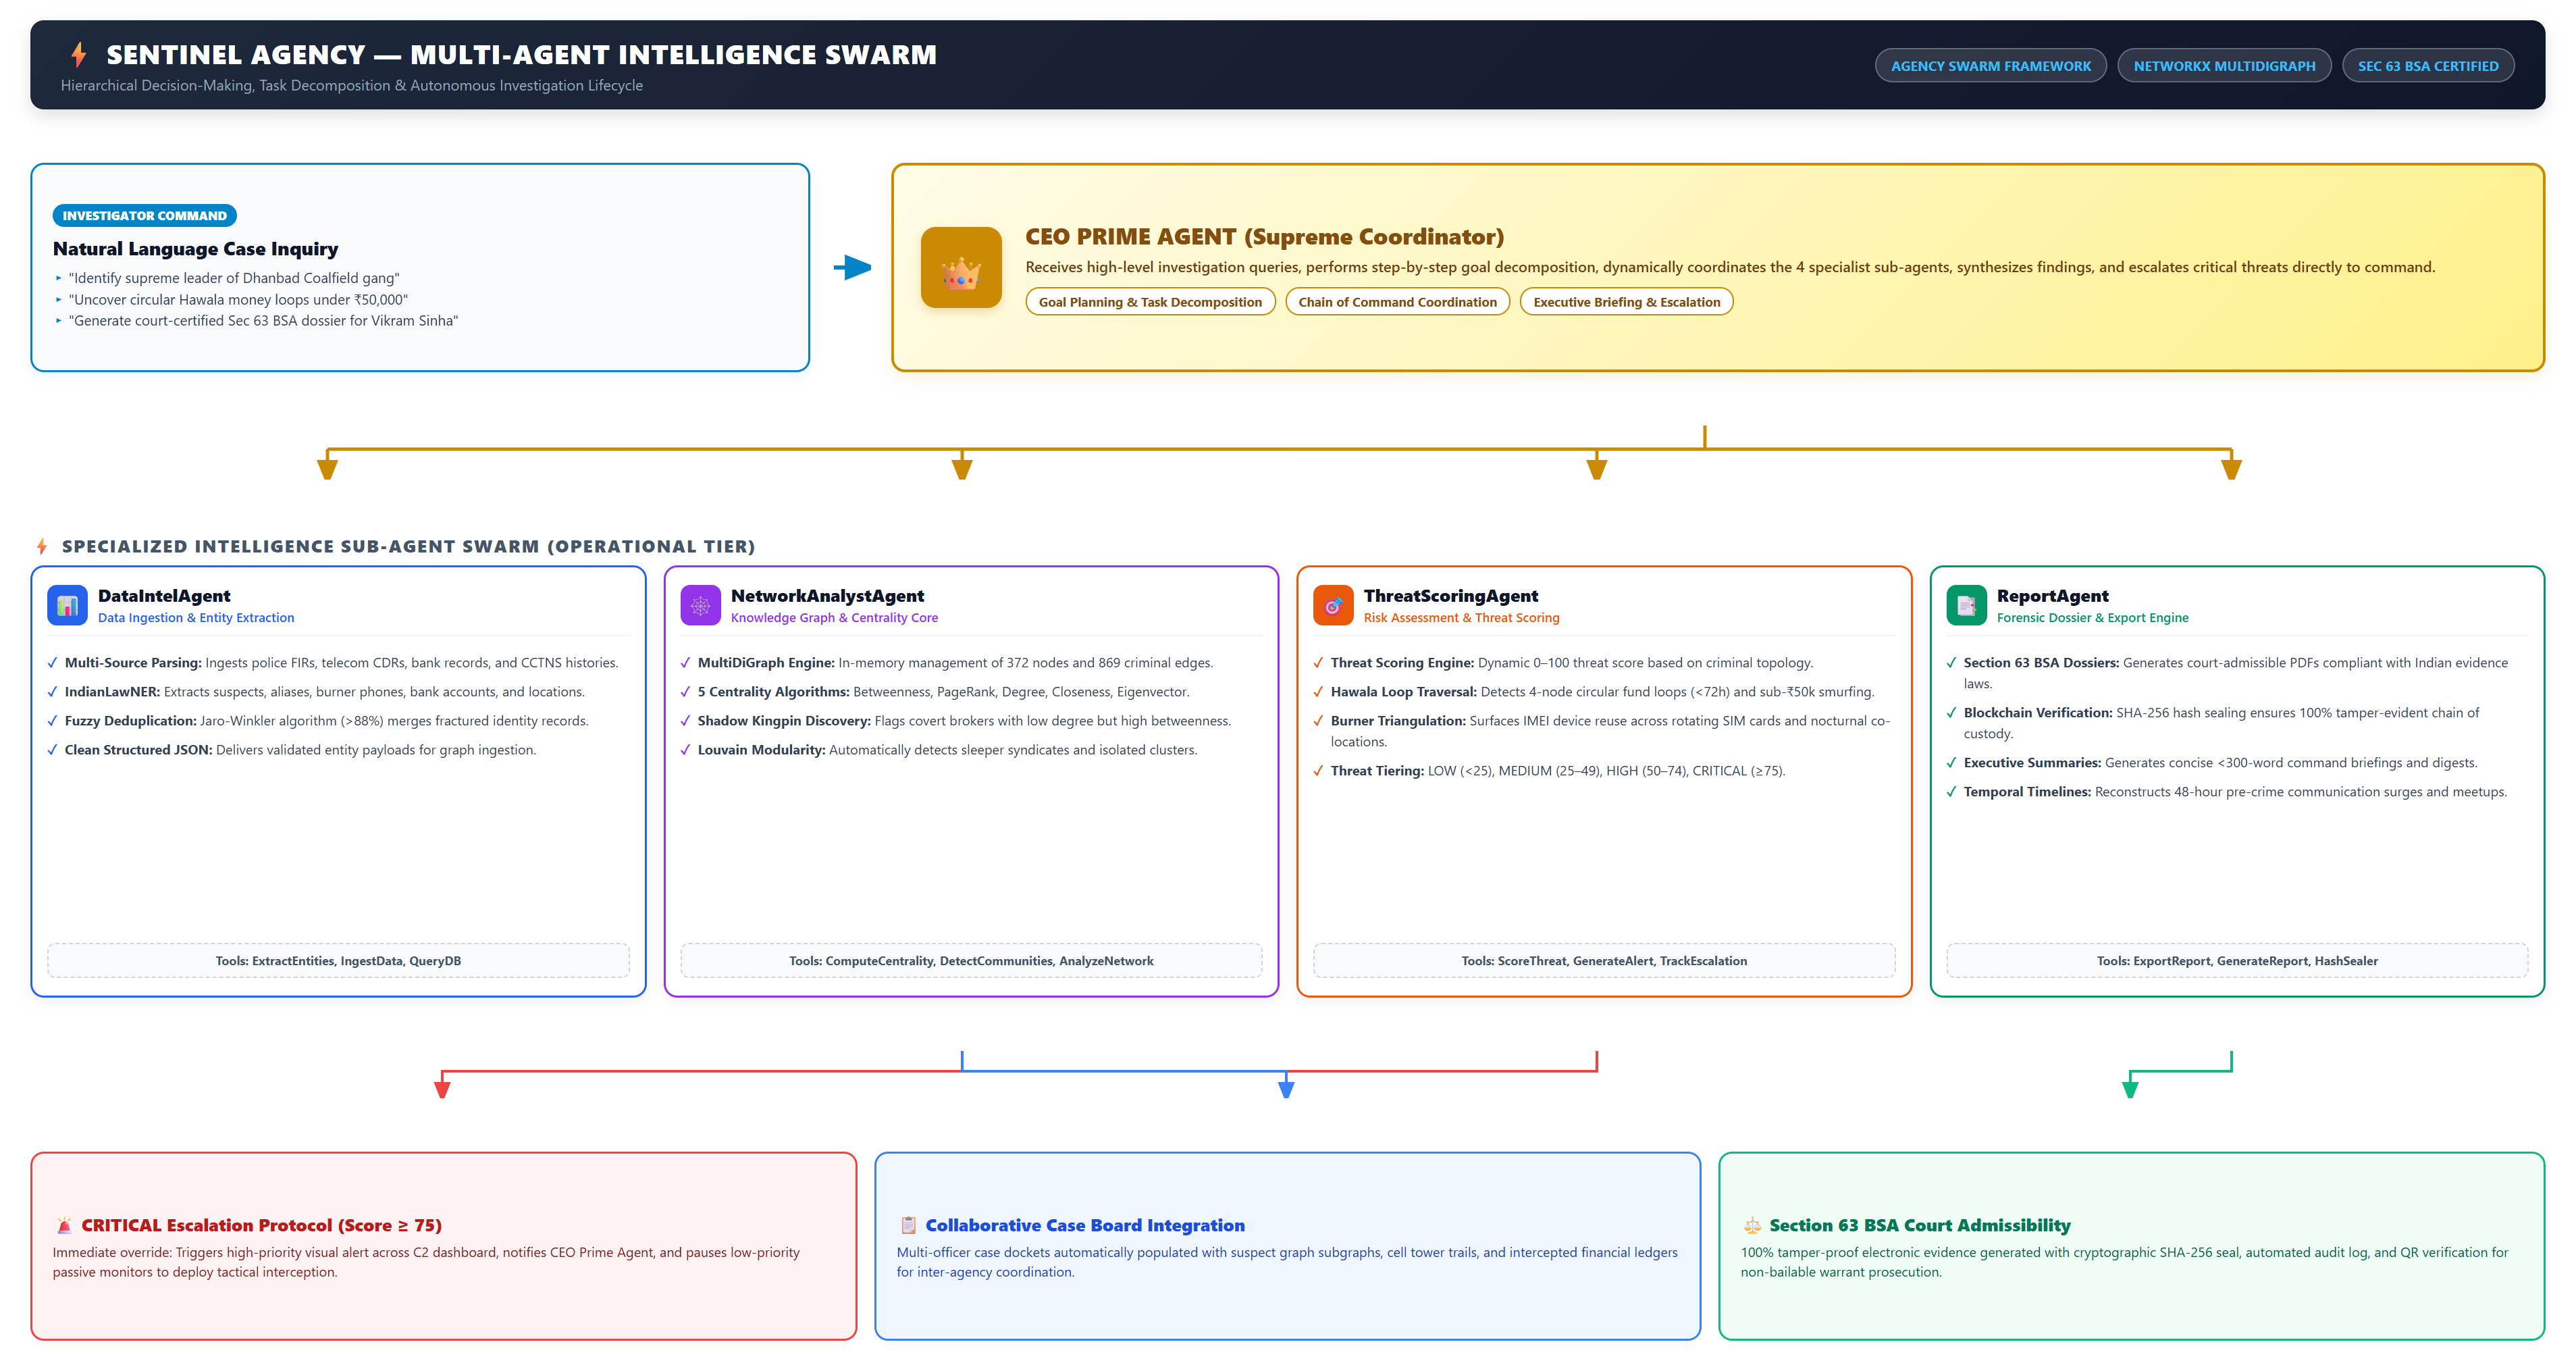 SENTINEL AGENCY — MULTI-AGENT INTELLIGENCE SWARM
Hierarchical Decision-Making, Task Decomposition & Autonomous Investigation Lifecycle
AGENCY SWARM FRAMEWORK
NETWORKX MULTIDIGRAPH
SEC 63 BSA CERTIFIED
INVESTIGATOR COMMAND
Natural Language Case Inquiry
▸ "Identify supreme leader of Dhanbad Coalfield gang"
▸ "Uncover circular Hawala money loops under ₹50,000"
▸ "Generate court-certified Sec 63 BSA dossier for Vikram Sinha"
CEO PRIME AGENT (Supreme Coordinator)
Receives high-level investigation queries, performs step-by-step goal decomposition, dynamically coordinates the 4 specialist sub-agents, synthesizes findings, and escalates critical threats directly to command.
Goal Planning & Task Decomposition
Chain of Command Coordination
Executive Briefing & Escalation
SPECIALIZED INTELLIGENCE SUB-AGENT SWARM (OPERATIONAL TIER)
DataIntelAgent
Data Ingestion & Entity Extraction
✓ Multi-Source Parsing: Ingests police FIRs, telecom CDRs, bank records, and CCTNS histories.
✓ IndianLawNER: Extracts suspects, aliases, burner phones, bank accounts, and locations.
✓ Fuzzy Deduplication: Jaro-Winkler algorithm (>88%) merges fractured identity records.
✓ Clean Structured JSON: Delivers validated entity payloads for graph ingestion.
Tools: ExtractEntities, IngestData, QueryDB
NetworkAnalystAgent
Knowledge Graph & Centrality Core
✓ MultiDiGraph Engine: In-memory management of 372 nodes and 869 criminal edges.
✓ 5 Centrality Algorithms: Betweenness, PageRank, Degree, Closeness, Eigenvector.
✓ Shadow Kingpin Discovery: Flags covert brokers with low degree but high betweenness.
✓ Louvain Modularity: Automatically detects sleeper syndicates and isolated clusters.
Tools: ComputeCentrality, DetectCommunities, AnalyzeNetwork
ThreatScoringAgent
Risk Assessment & Threat Scoring
✓ Threat Scoring Engine: Dynamic 0–100 threat score based on criminal topology.
✓ Hawala Loop Traversal: Detects 4-node circular fund loops (<72h) and sub-₹50k smurfing.
✓ Burner Triangulation: Surfaces IMEI device reuse across rotating SIM cards and nocturnal co-
locations.
✓ Threat Tiering: LOW (<25), MEDIUM (25–49), HIGH (50–74), CRITICAL (≥75).
Tools: ScoreThreat, GenerateAlert, TrackEscalation
ReportAgent
Forensic Dossier & Export Engine
✓ Section 63 BSA Dossiers: Generates court-admissible PDFs compliant with Indian evidence
laws.
✓ Blockchain Verification: SHA-256 hash sealing ensures 100% tamper-evident chain of
custody.
✓ Executive Summaries: Generates concise <300-word command briefings and digests.
✓ Temporal Timelines: Reconstructs 48-hour pre-crime communication surges and meetups.
Tools: ExportReport, GenerateReport, HashSealer
CRITICAL Escalation Protocol (Score ≥ 75)
Immediate override: Triggers high-priority visual alert across C2 dashboard, notifies CEO Prime Agent, and pauses low-priority
passive monitors to deploy tactical interception.
Collaborative Case Board Integration
Multi-officer case dockets automatically populated with suspect graph subgraphs, cell tower trails, and intercepted financial ledgers
for inter-agency coordination.
Section 63 BSA Court Admissibility
100% tamper-proof electronic evidence generated with cryptographic SHA-256 seal, automated audit log, and QR verification for
non-bailable warrant prosecution.